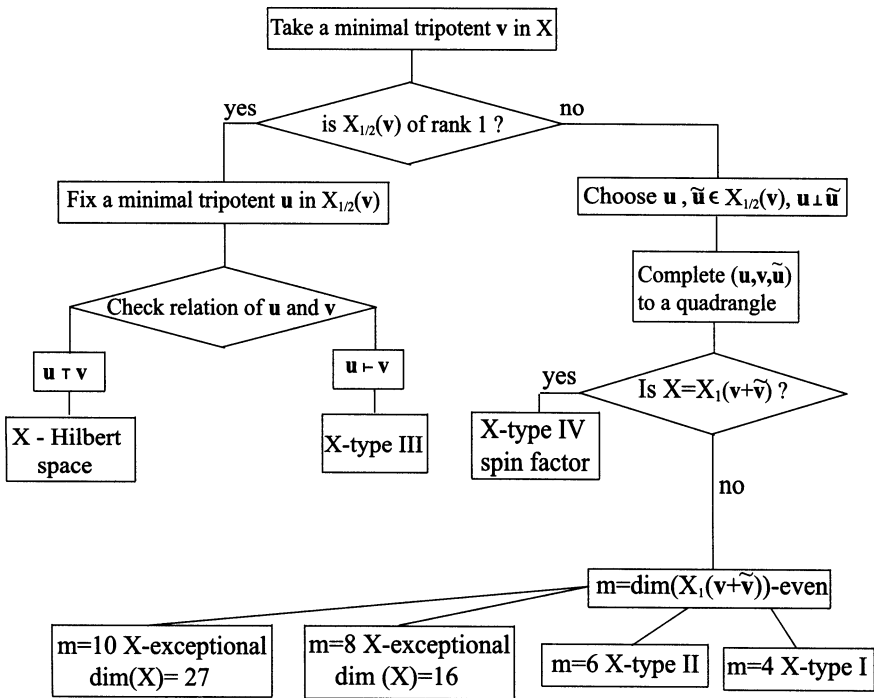 Take a minimal tripotent v in X
yes
is X₁/₂(v) of rank 1 ?
no
Fix a minimal tripotent u in X₁/₂(v)
Choose u , ũ ϵ X₁/₂(v), u ⊥ ũ
Complete (u,v,ũ)
to a quadrangle
Check relation of u and v
u ⊤ v
u ⊢ v
yes
Is X=X₁(v+ṽ) ?
X - Hilbert
space
X-type III
X-type IV
spin factor
no
m=dim(X₁(v+ṽ))-even
m=10 X-exceptional
dim(X)= 27
m=8 X-exceptional
dim (X)=16
m=6 X-type II
m=4 X-type I